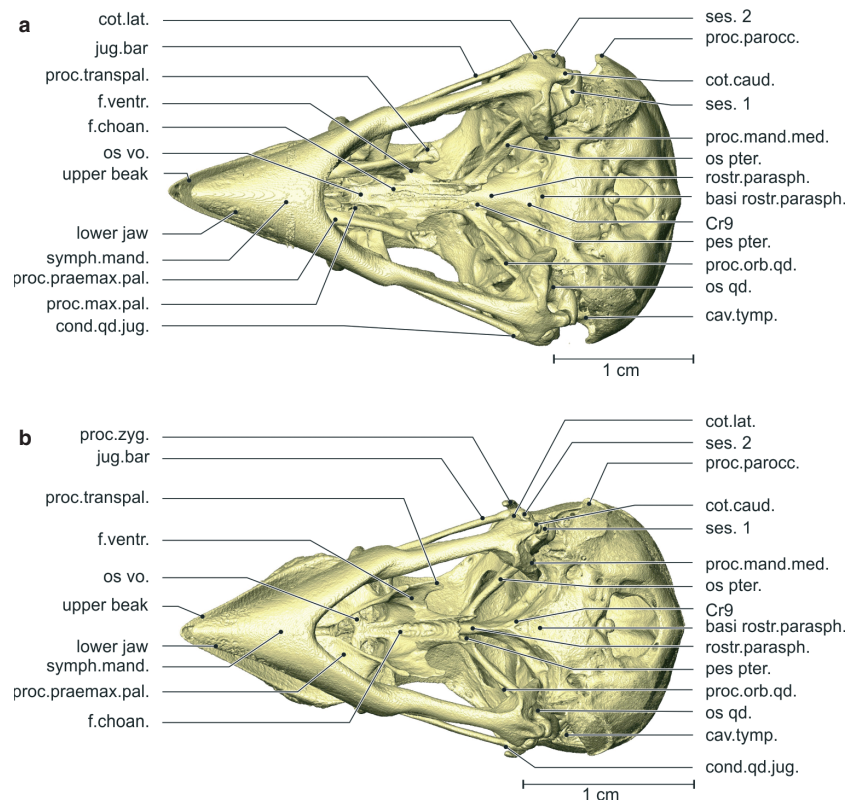 a
cot.lat.
jug.bar
proc.transpal.
f.ventr.
f.choan.
os vo.
upper beak
lower jaw
symph.mand.
proc.praemax.pal.
proc.max.pal.
cond.qd.jug.
ses. 2
proc.parocc.
cot.caud.
ses. 1
proc.mand.med.
os pter.
rostr.parasph.
basi rostr.parasph.
Cr9
pes pter.
proc.orb.qd.
os qd.
cav.tymp.
1 cm
b
proc.zyg.
jug.bar
proc.transpal.
f.ventr.
os vo.
upper beak
lower jaw
symph.mand.
proc.praemax.pal.
f.choan.
cot.lat.
ses. 2
proc.parocc.
cot.caud.
ses. 1
proc.mand.med.
os pter.
Cr9
basi rostr.parasph.
rostr.parasph.
pes pter.
proc.orb.qd.
os qd.
cav.tymp.
cond.qd.jug.
1 cm